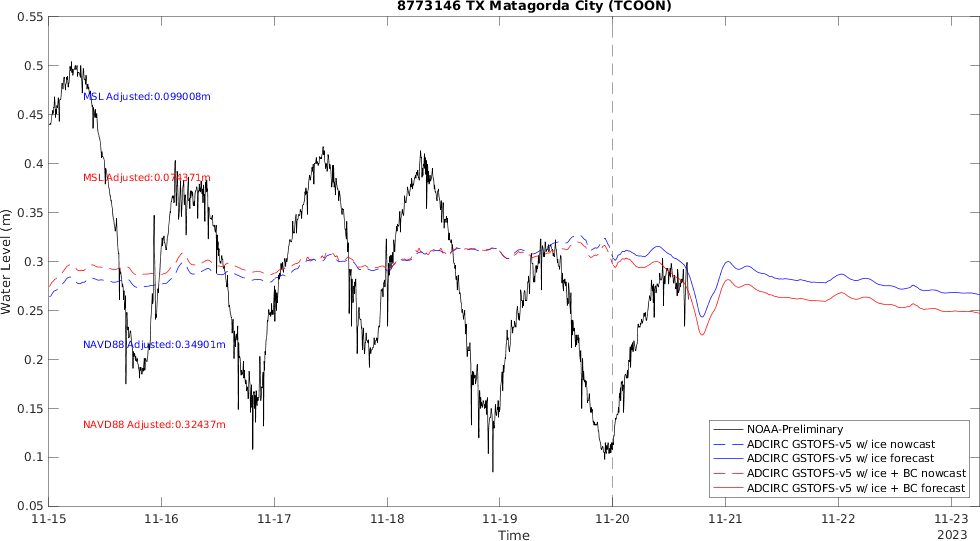 8773146 TX Matagorda City (TCOON)
0.55
0.5
0.45
0.4
0.35
0.3
0.25
0.2
0.15
0.1
0.05
Water Level (m)
MSL Adjusted:0.099008m
MSL Adjusted:0.074371m
NAVD88 Adjusted:0.34901m
NAVD88 Adjusted:0.32437m
NOAA-Preliminary
ADCIRC GSTOFS-v5 w/ ice nowcast
ADCIRC GSTOFS-v5 w/ ice forecast
ADCIRC GSTOFS-v5 w/ ice + BC nowcast
ADCIRC GSTOFS-v5 w/ ice + BC forecast
11-15 11-16 11-17 11-18 11-19 11-20 11-21 11-22 11-23
2023
Time